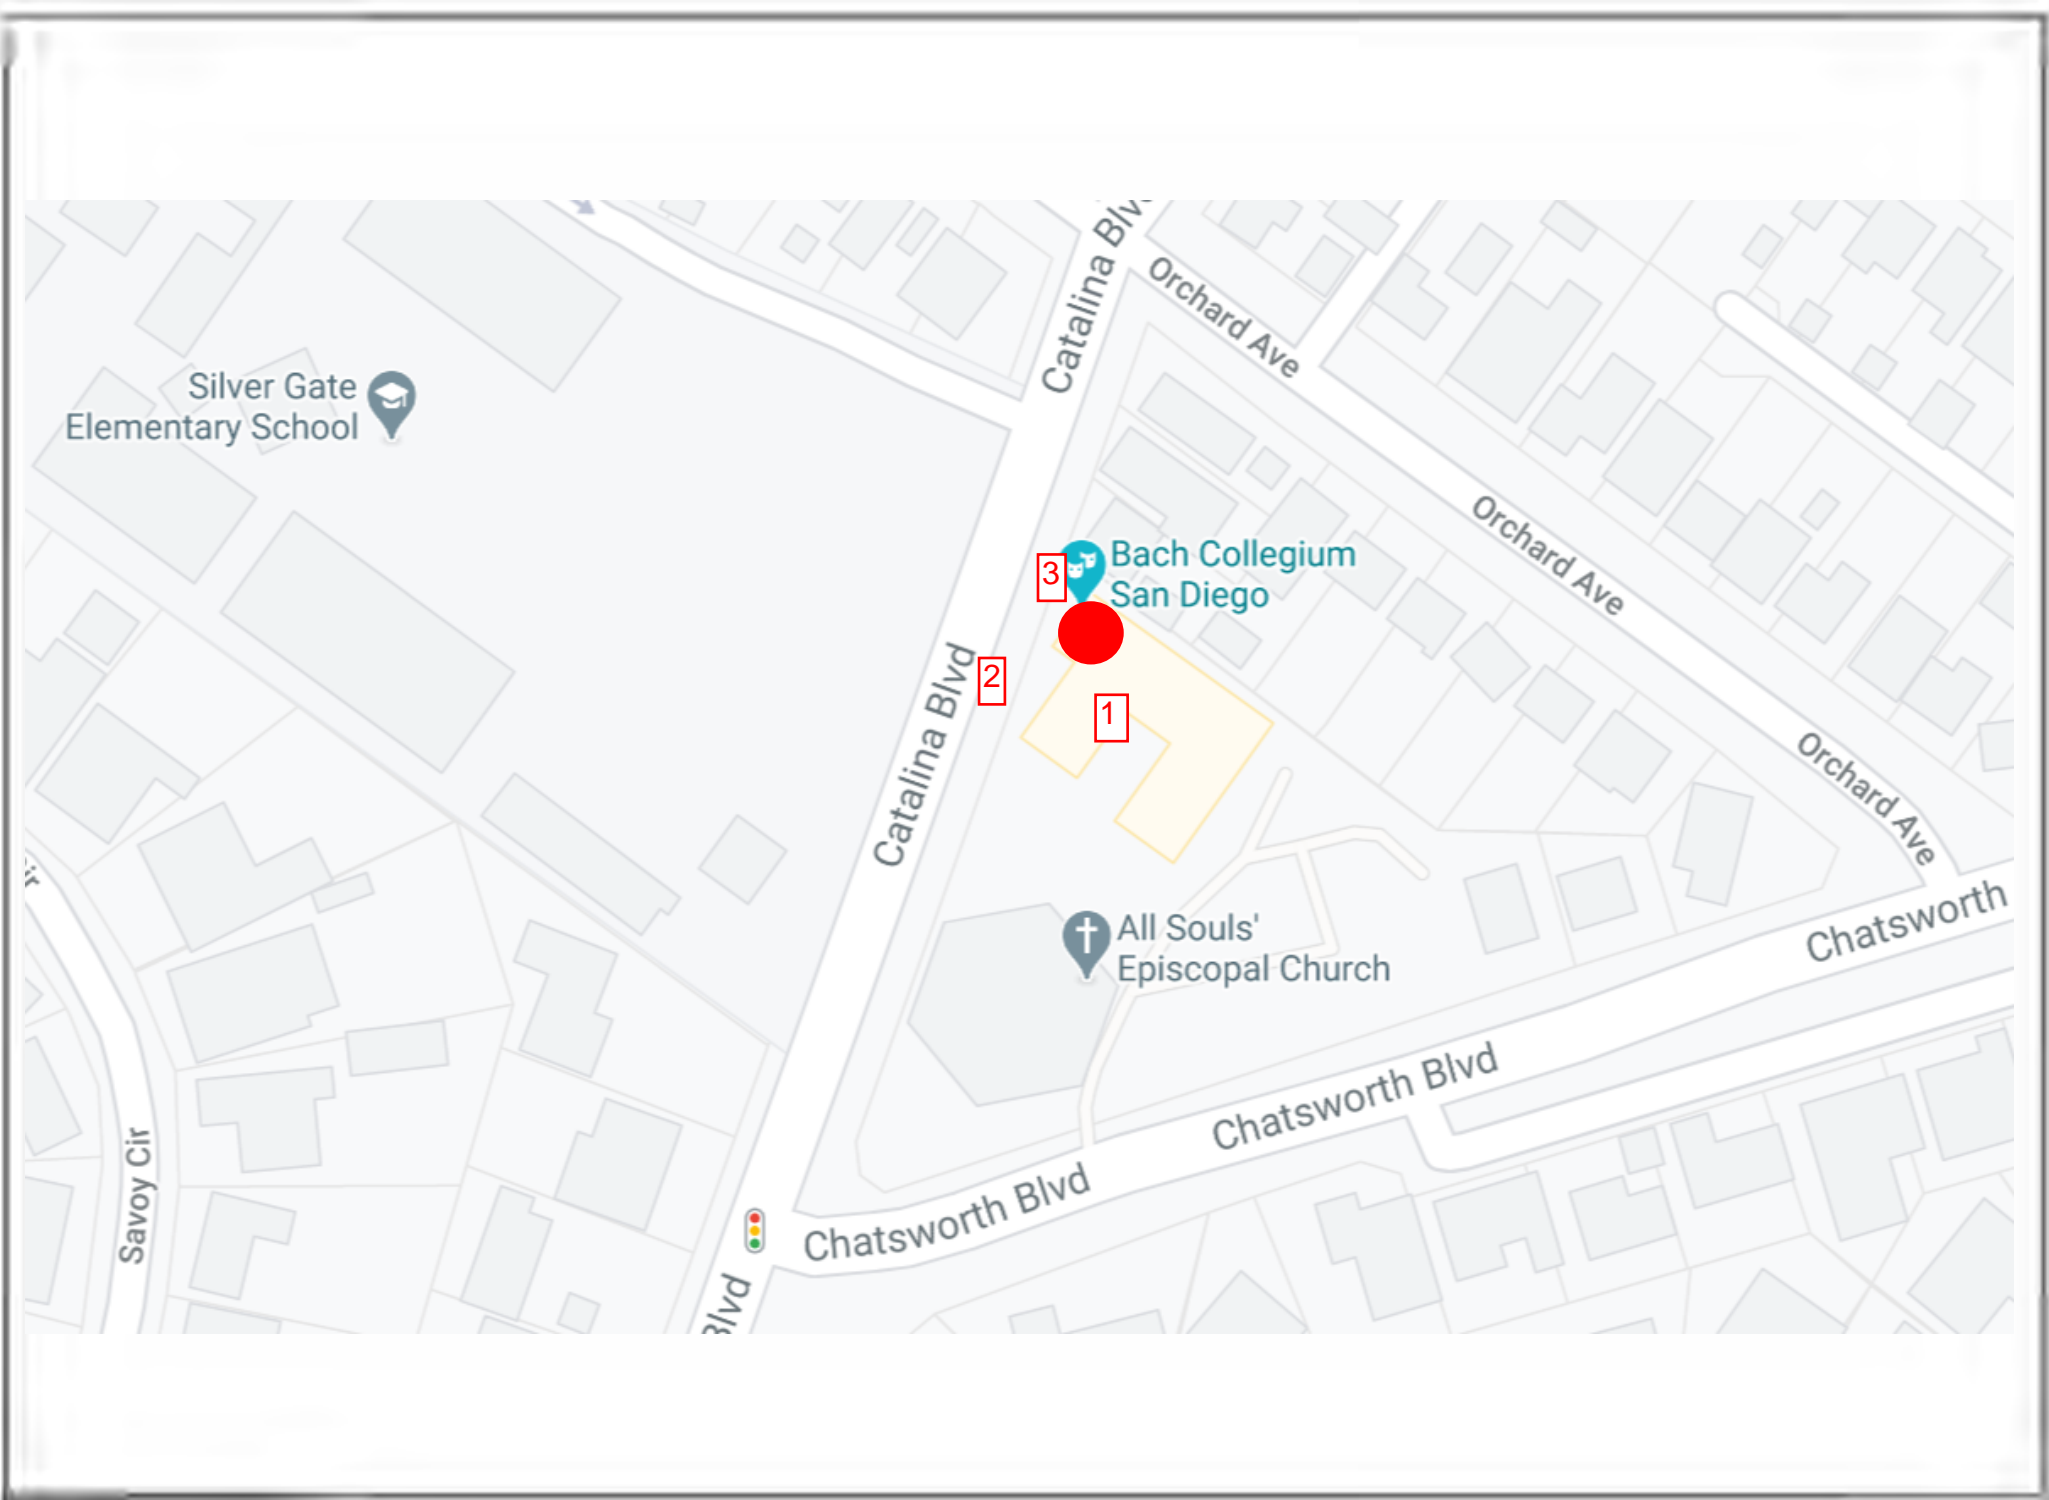 Catalina Blvd
Orchard Ave
Silver Gate
Elementary School
Orchard Ave
3
Bach Collegium
San Diego
2
Catalina Blvd
1
Orchard Ave
All Souls'
Episcopal Church
Chatsworth
Chatsworth Blvd
Savoy Cir
Chatsworth Blvd
Blvd